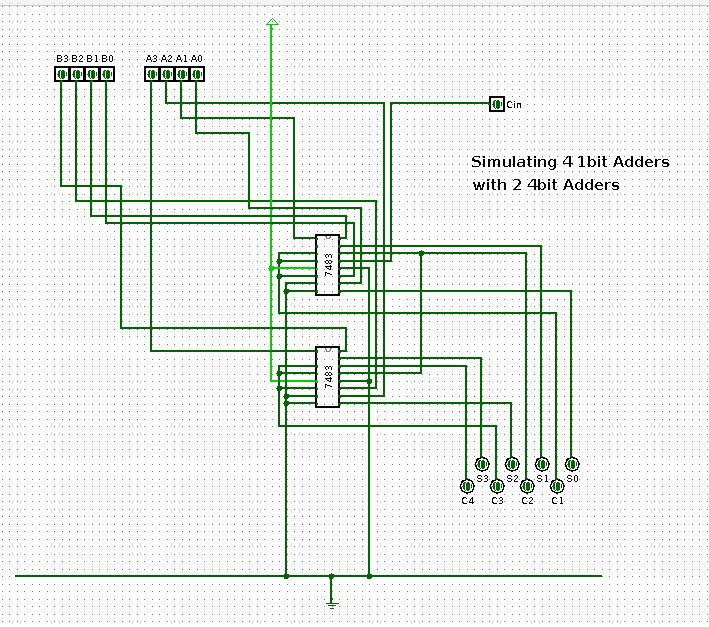 B3 B2 B1 B0
A3 A2 A1 A0
Cin
Simulating 4 1bit Adders
with 2 4bit Adders
7483
7483
S3 S2 S1 S0
C4 C3 C2 C1